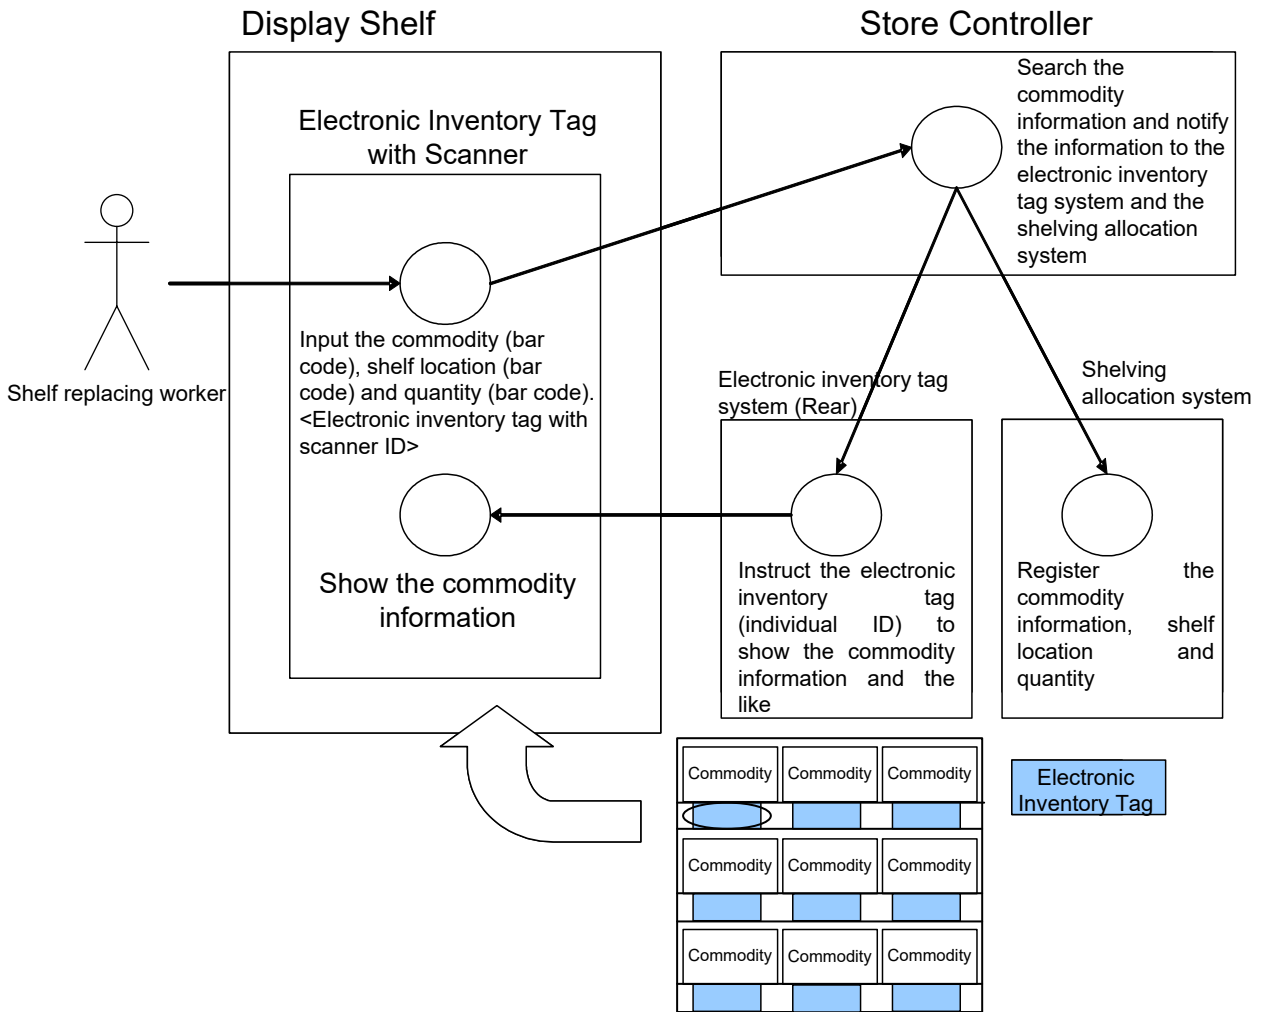 Display Shelf
Store Controller
Electronic Inventory Tag
with Scanner
Search the
commodity
information and notify
the information to the
electronic inventory
tag system and the
shelving allocation
system
Shelf replacing worker
Input the commodity (bar
code), shelf location (bar
code) and quantity (bar code).
<Electronic inventory tag with
scanner ID>
Electronic inventory tag
system (Rear)
Shelving
allocation system
Show the commodity
information
Instruct the electronic
inventory tag
(individual ID) to
show the commodity
information and the
like
Register the
commodity
information, shelf
location and
quantity
Commodity Commodity Commodity
Electronic
Inventory Tag
Commodity Commodity Commodity
Commodity Commodity Commodity